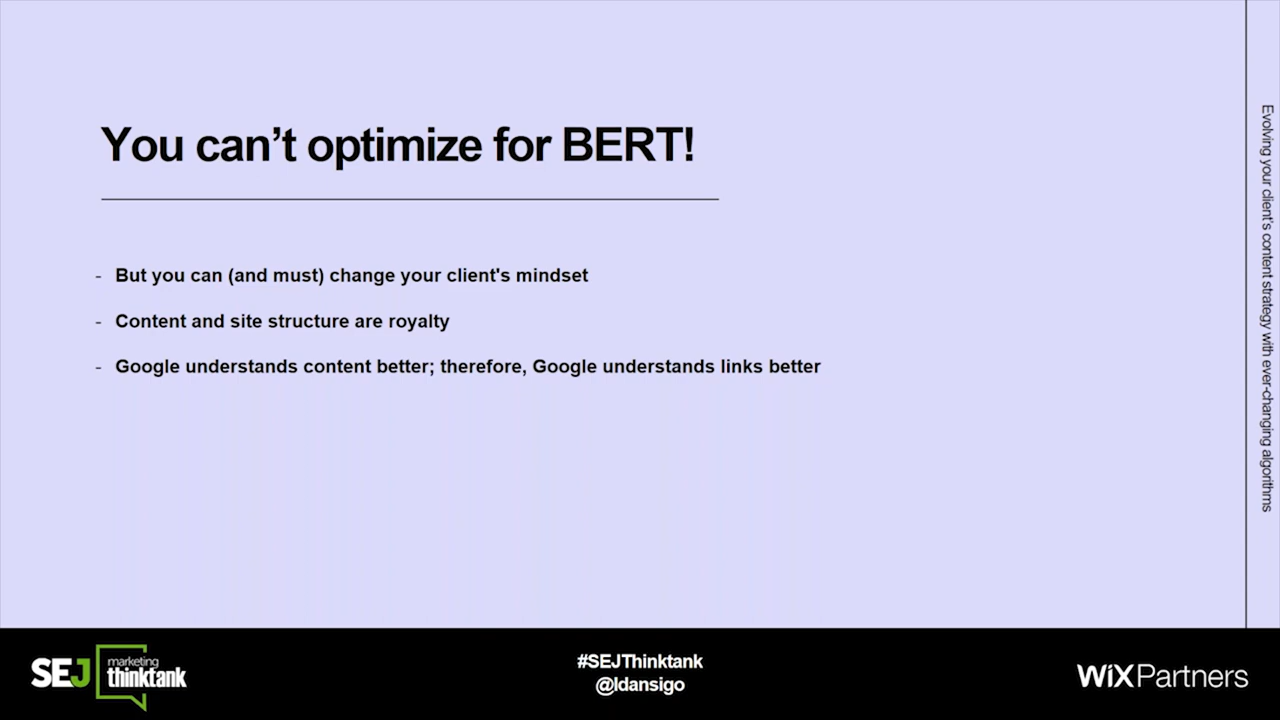 You can’t optimize for BERT!
- But you can (and must) change your client's mindset
- Content and site structure are royalty
- Google understands content better; therefore, Google understands links better
Evolving your client's content strategy with ever-changing algorithms
SEJ marketing
thinktank
#SEJThinktank
@Idansigo
WiXPartners